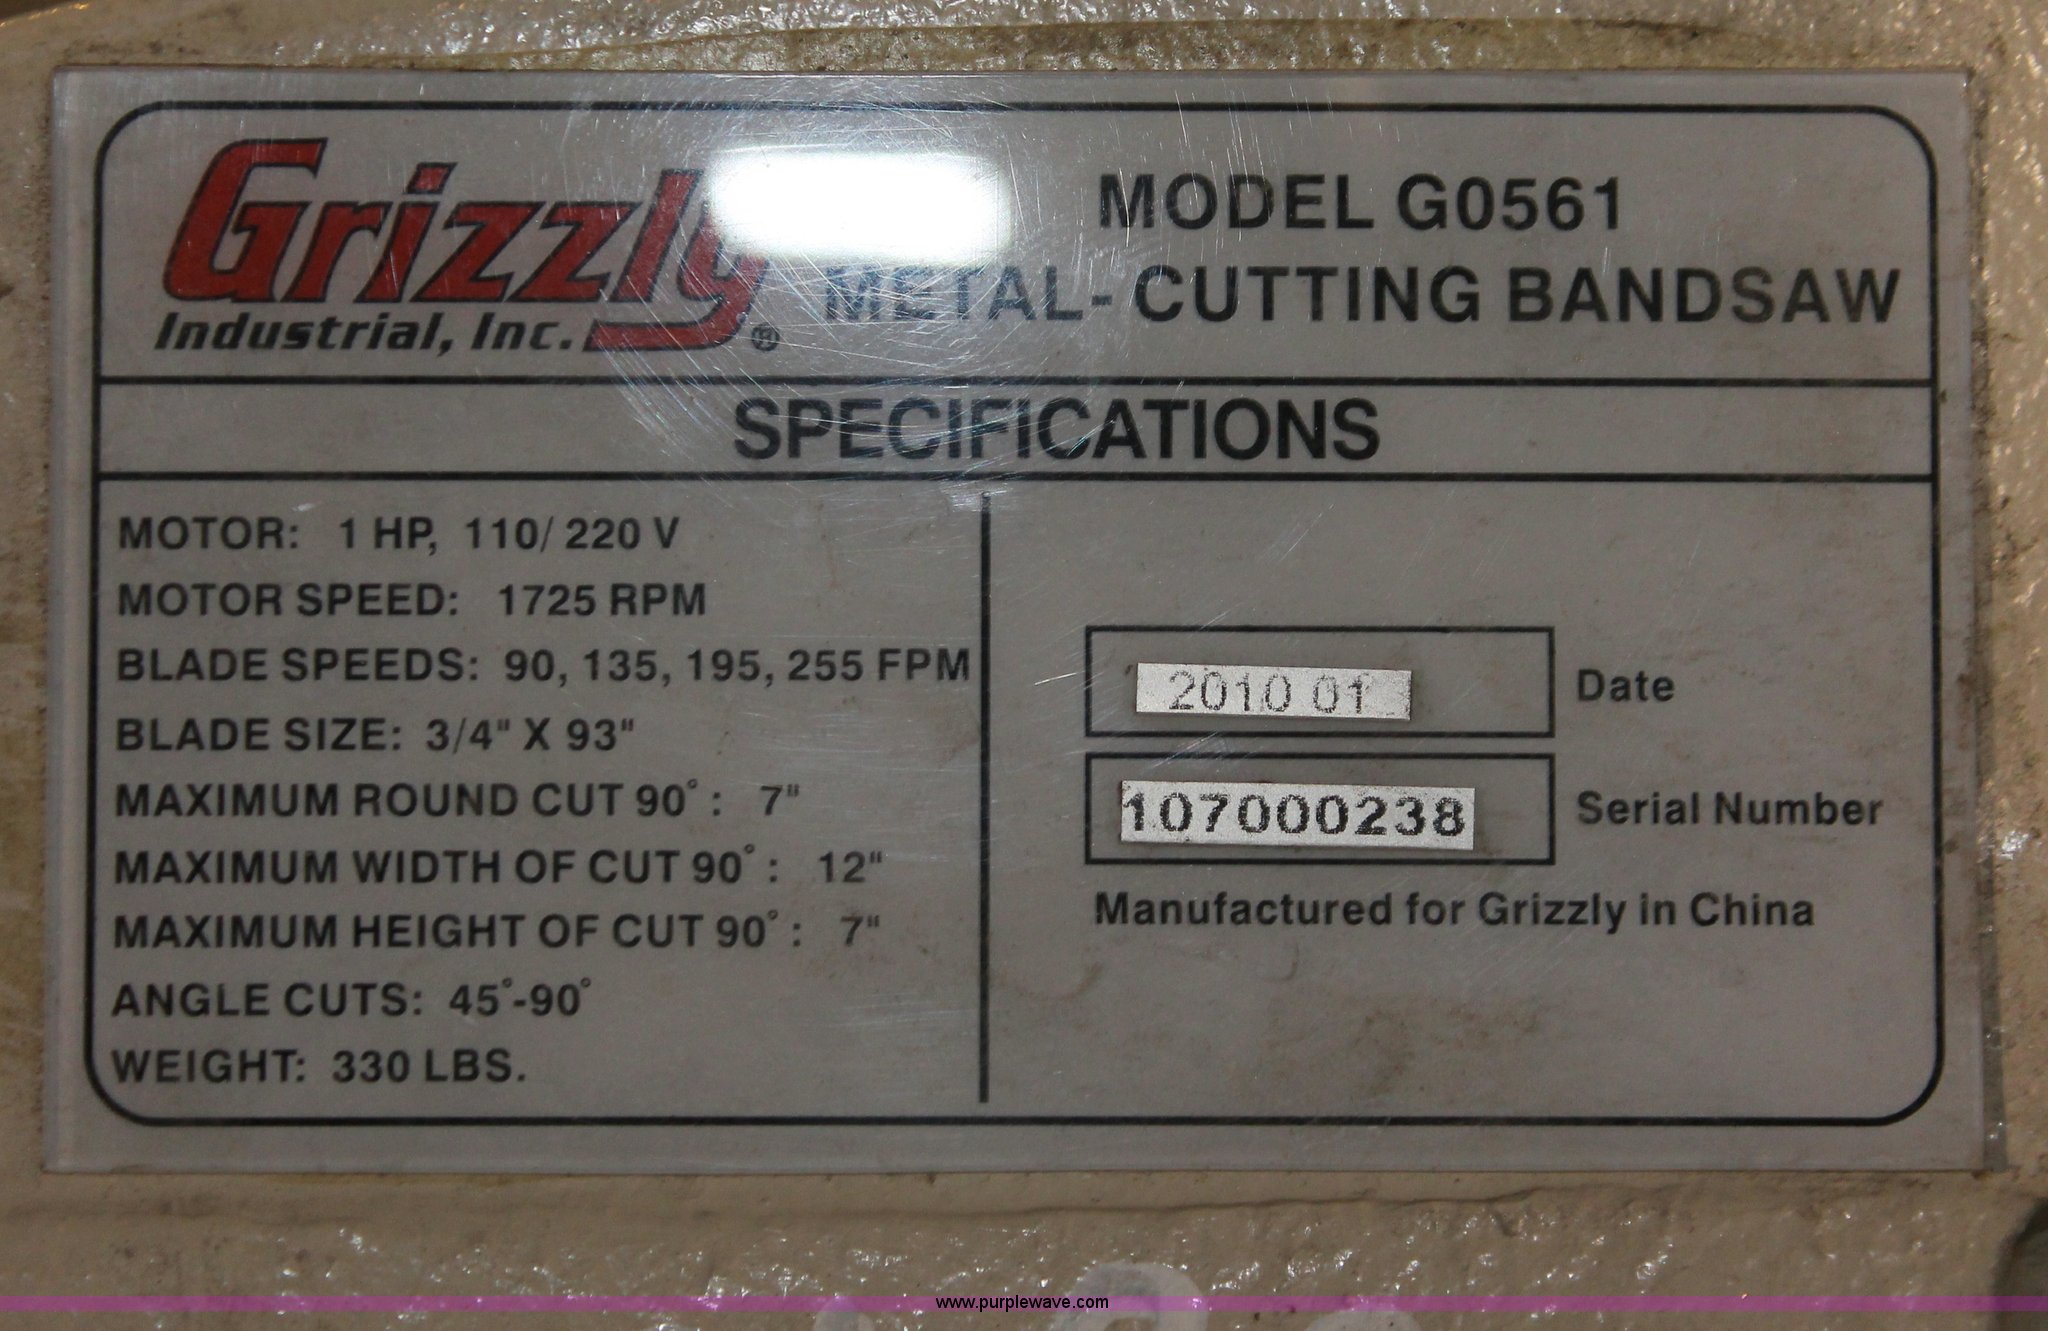 Grizzly
Industrial, Inc. ®
MODEL G0561
METAL- CUTTING BANDSAW
SPECIFICATIONS
MOTOR: 1 HP, 110/ 220 V
MOTOR SPEED: 1725 RPM
BLADE SPEEDS: 90, 135, 195, 255 FPM
BLADE SIZE: 3/4" X 93"
MAXIMUM ROUND CUT 90°: 7"
MAXIMUM WIDTH OF CUT 90°: 12"
MAXIMUM HEIGHT OF CUT 90°: 7"
ANGLE CUTS: 45°-90°
WEIGHT: 330 LBS.
2010 01 Date
107000238 Serial Number
Manufactured for Grizzly in China
www.purplewave.com